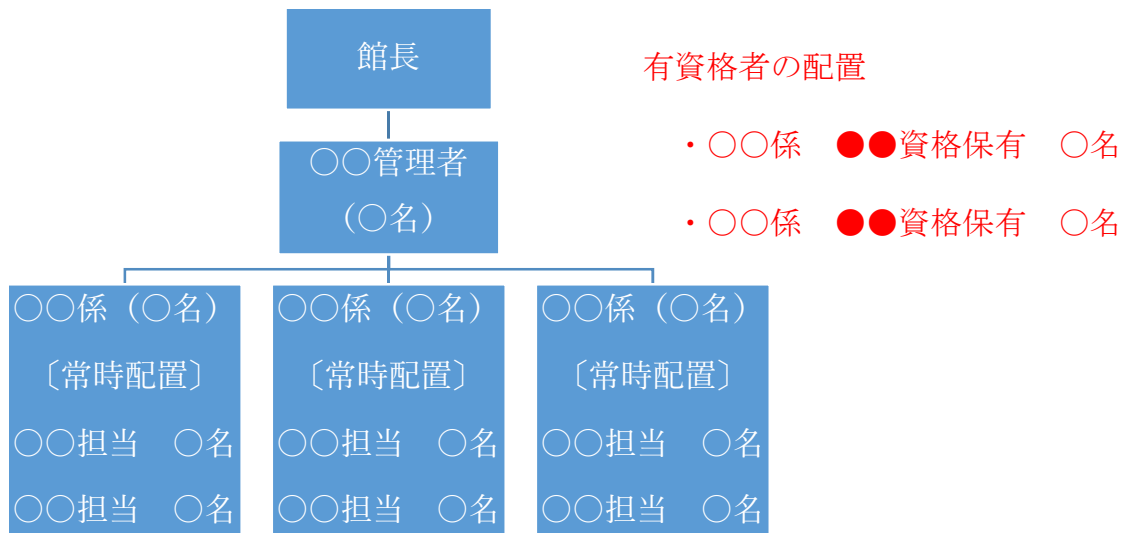 館長
有資格者の配置
・○○係　●●資格保有　○名
・○○係　●●資格保有　○名
○○管理者
（○名）
○○係（○名）
〔常時配置〕
○○担当　○名
○○担当　○名
○○係（○名）
〔常時配置〕
○○担当　○名
○○担当　○名
○○係（○名）
〔常時配置〕
○○担当　○名
○○担当　○名